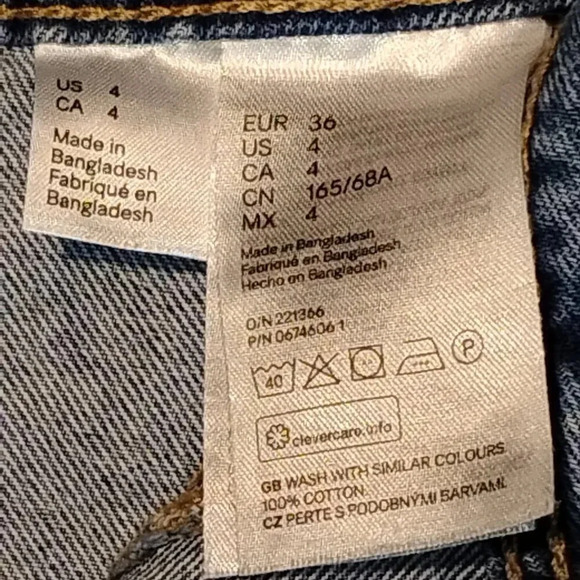 US 4
CA 4
Made in
Bangladesh
Fabriqué en
Bangladesh
EUR 36
US 4
CA 4
CN 165/68A
MX 4
Made in Bangladesh
Fabriqué en Bangladesh
Hecho en Bangladesh
O/N 221366
P/N 0674606 1
40
P
clevercare.info
GB WASH WITH SIMILAR COLOURS
100% COTTON
CZ PERTE S PODOBNÝMI BARVAMI.